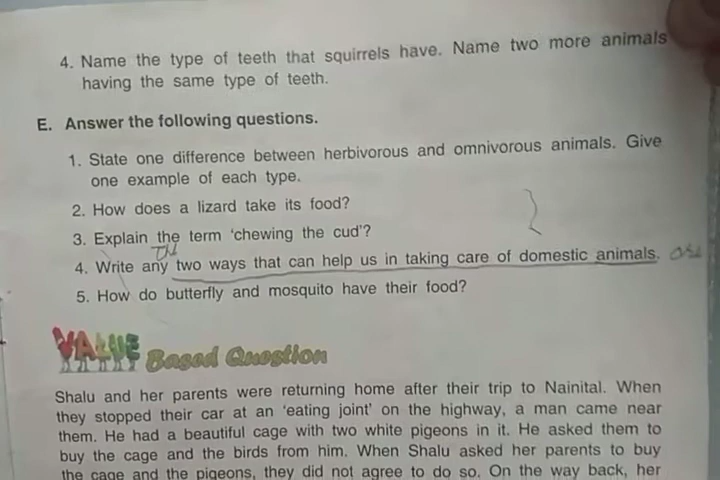 4. Name the type of teeth that squirrels have. Name two more animals
having the same type of teeth.
E. Answer the following questions.
1. State one difference between herbivorous and omnivorous animals. Give
one example of each type.
2. How does a lizard take its food?
3. Explain the term 'chewing the cud'?
4. Write any two ways that can help us in taking care of domestic animals.
5. How do butterfly and mosquito have their food?
VALUE Based Question
Shalu and her parents were returning home after their trip to Nainital. When
they stopped their car at an 'eating joint' on the highway, a man came near
them. He had a beautiful cage with two white pigeons in it. He asked them to
buy the cage and the birds from him. When Shalu asked her parents to buy
the cage and the pigeons, they did not agree to do so. On the way back, her